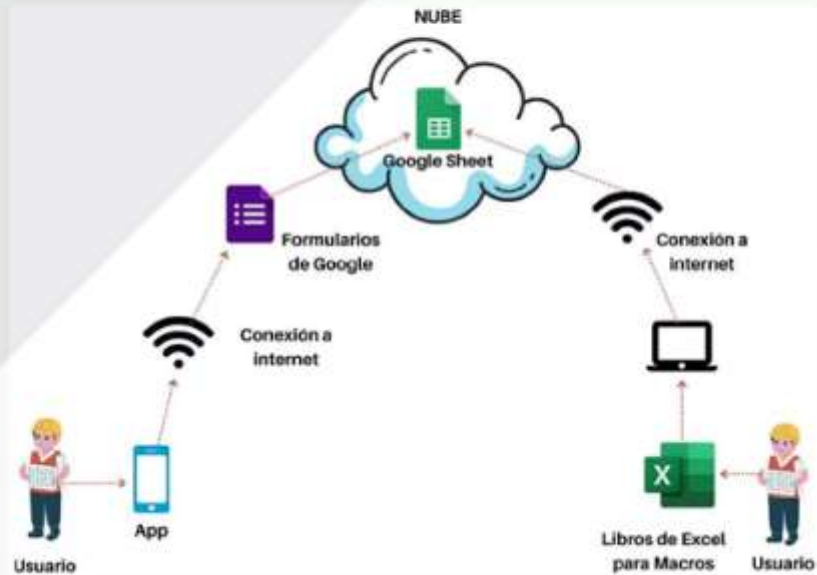 NUBE
Google Sheet
Formularios
de Google
Conexión a
internet
Conexión a
internet
App
Usuario
X
Libros de Excel
para Macros
Usuario